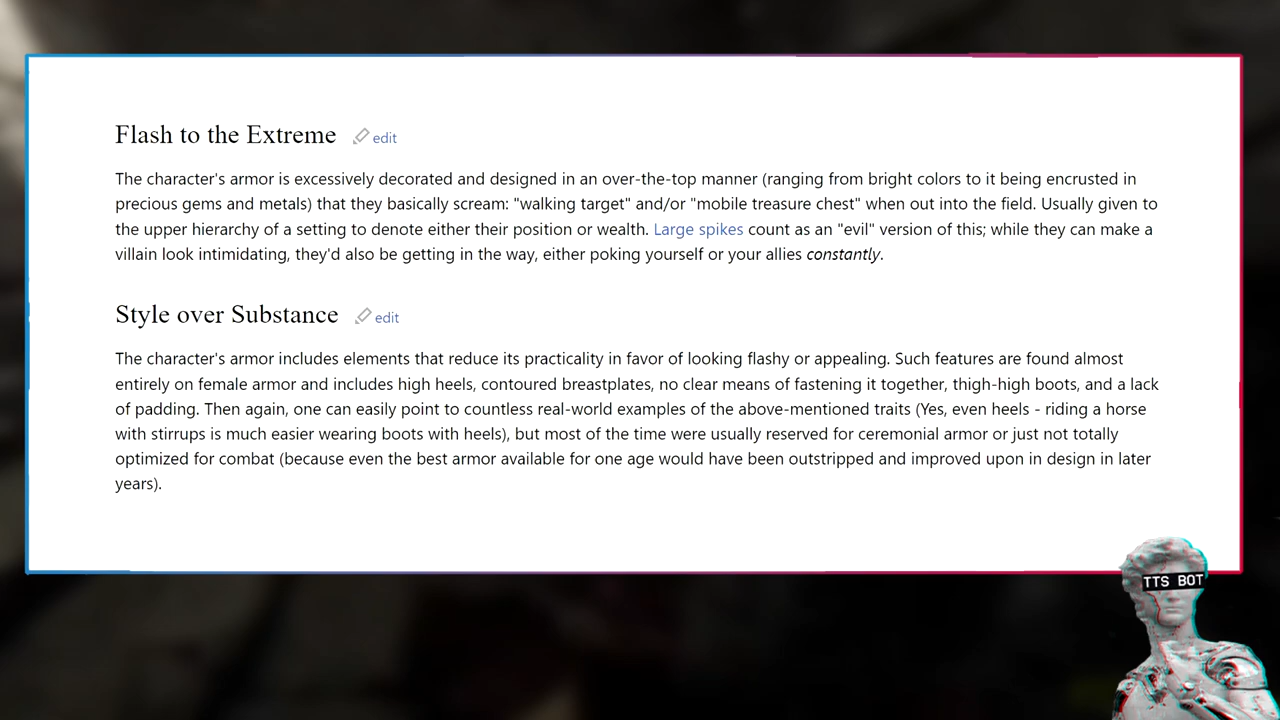 Flash to the Extreme edit
The character's armor is excessively decorated and designed in an over-the-top manner (ranging from bright colors to it being encrusted in
precious gems and metals) that they basically scream: "walking target" and/or "mobile treasure chest" when out into the field. Usually given to
the upper hierarchy of a setting to denote either their position or wealth. Large spikes count as an "evil" version of this; while they can make a
villain look intimidating, they'd also be getting in the way, either poking yourself or your allies constantly.
Style over Substance edit
The character's armor includes elements that reduce its practicality in favor of looking flashy or appealing. Such features are found almost
entirely on female armor and includes high heels, contoured breastplates, no clear means of fastening it together, thigh-high boots, and a lack
of padding. Then again, one can easily point to countless real-world examples of the above-mentioned traits (Yes, even heels - riding a horse
with stirrups is much easier wearing boots with heels), but most of the time were usually reserved for ceremonial armor or just not totally
optimized for combat (because even the best armor available for one age would have been outstripped and improved upon in design in later
years).
TTS BOT